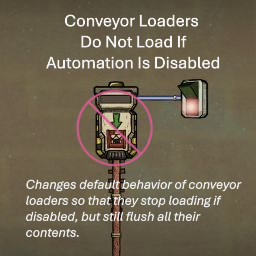 Conveyor Loaders
Do Not Load If
Automation Is Disabled
Changes default behavior of conveyor
loaders so that they stop loading if
disabled, but still flush all their
contents.